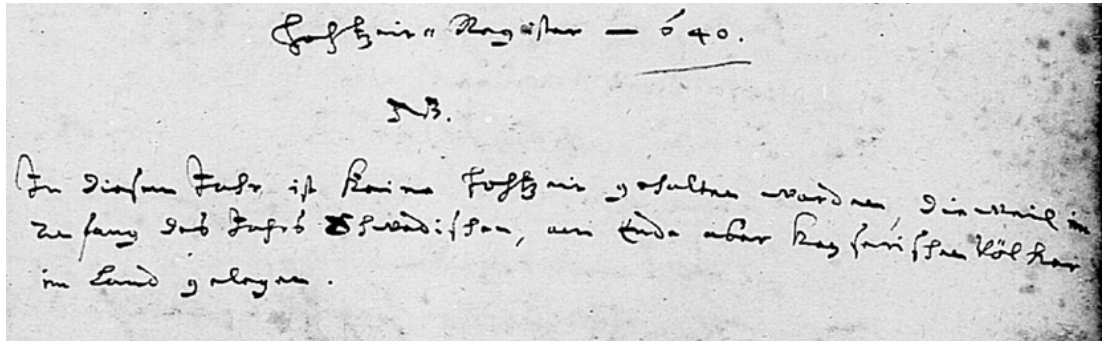 Hochzeit" Register — 640.
NB.
In diesem Jahr, ist keine Hochzeit gehalten worden, dieweil im
Anfang des Jahrs Schwedischen, am Ende aber Kayserischen Völker
im Land gelegen.